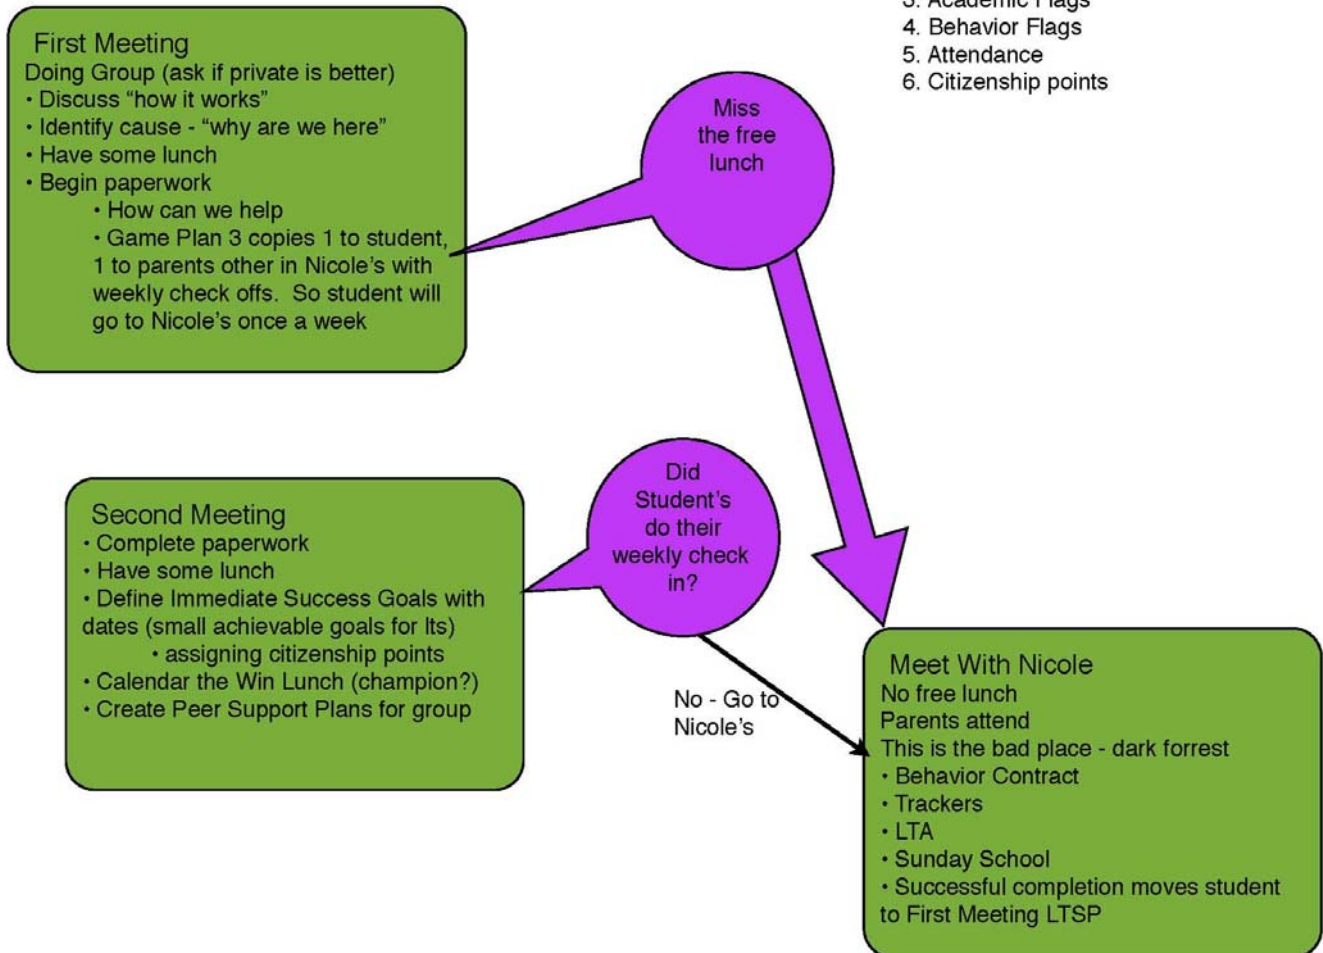 3. Academic Flags
4. Behavior Flags
5. Attendance
6. Citizenship points
First Meeting
Doing Group (ask if private is better)
• Discuss “how it works”
• Identify cause - “why are we here”
• Have some lunch
• Begin paperwork
• How can we help
• Game Plan 3 copies 1 to student,
1 to parents other in Nicole’s with
weekly check offs. So student will
go to Nicole’s once a week
Miss
the free
lunch
Second Meeting
• Complete paperwork
• Have some lunch
• Define Immediate Success Goals with
dates (small achievable goals for Its)
• assigning citizenship points
• Calendar the Win Lunch (champion?)
• Create Peer Support Plans for group
Did
Student’s
do their
weekly check
in?
No - Go to
Nicole’s
Meet With Nicole
No free lunch
Parents attend
This is the bad place - dark forrest
• Behavior Contract
• Trackers
• LTA
• Sunday School
• Successful completion moves student
to First Meeting LTSP